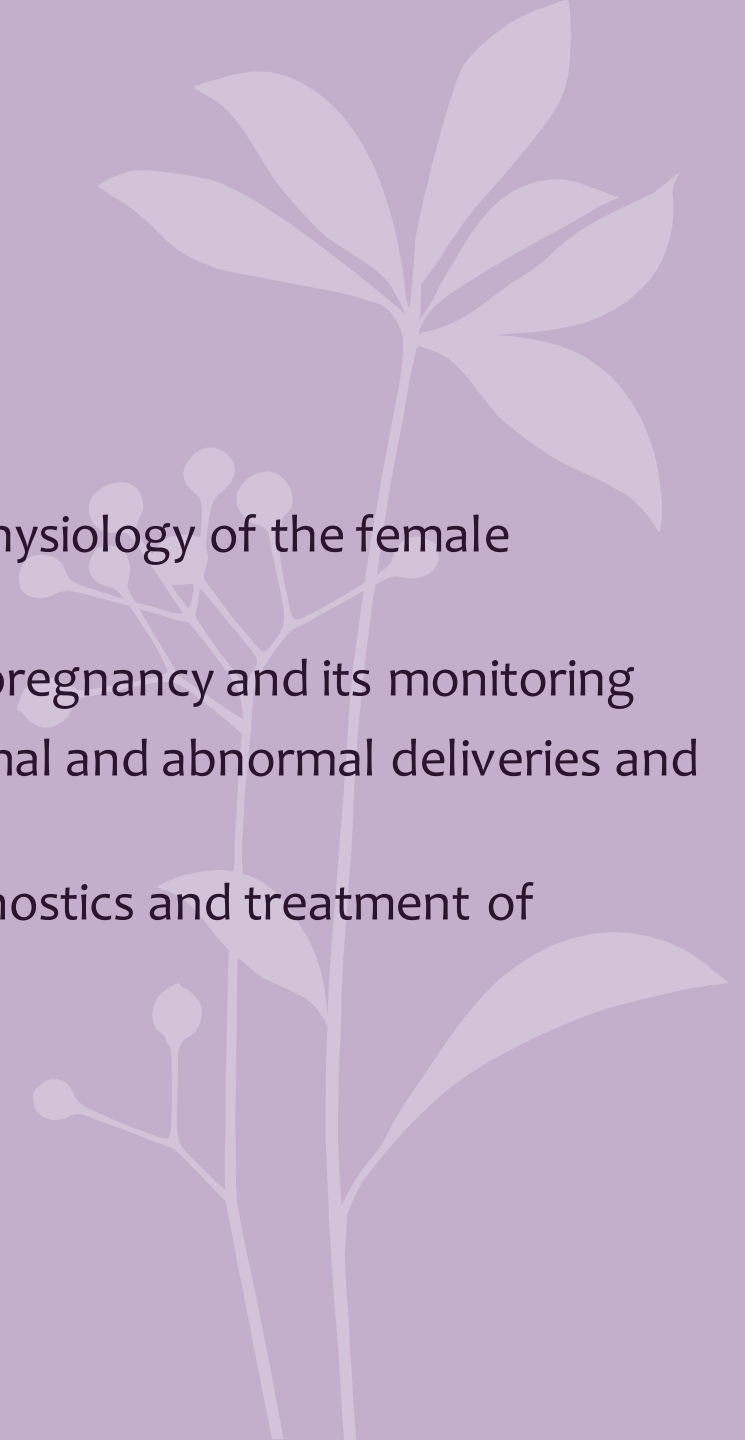 hysiology of the female
pregnancy and its monitoring
nal and abnormal deliveries and
nostics and treatment of